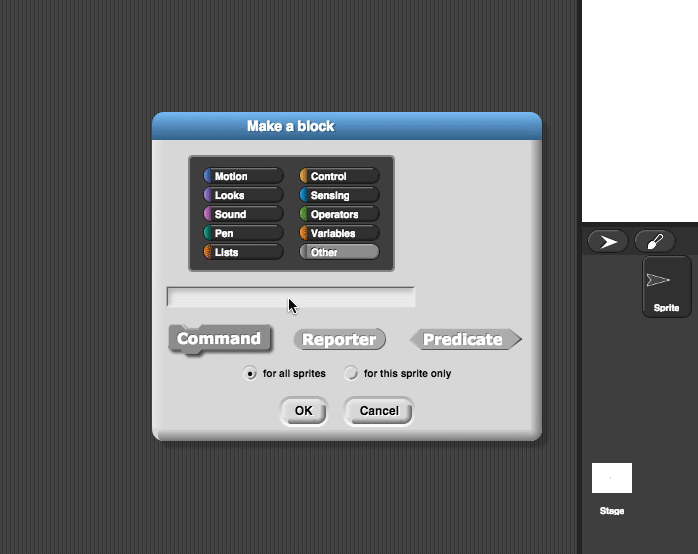 Make a block
Motion Control
Looks Sensing
Sound Operators
Pen Variables
Lists Other
Command Reporter Predicate
for all sprites for this sprite only
OK Cancel
Sprite
Stage